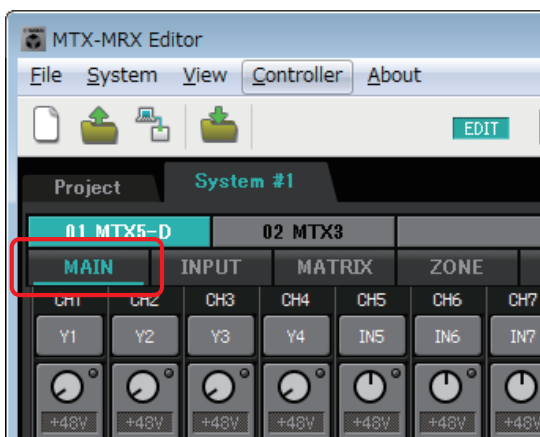 MTX-MRX Editor
File System View Controller About
EDIT
Project System #1
01 MTX5-D 02 MTX3
MAIN INPUT MATRIX ZONE
CH1 CH2 CH3 CH4 CH5 CH6 CH7
Y1 Y2 Y3 Y4 IN5 IN6 IN7
+48V +48V +48V +48V +48V +48V +48V